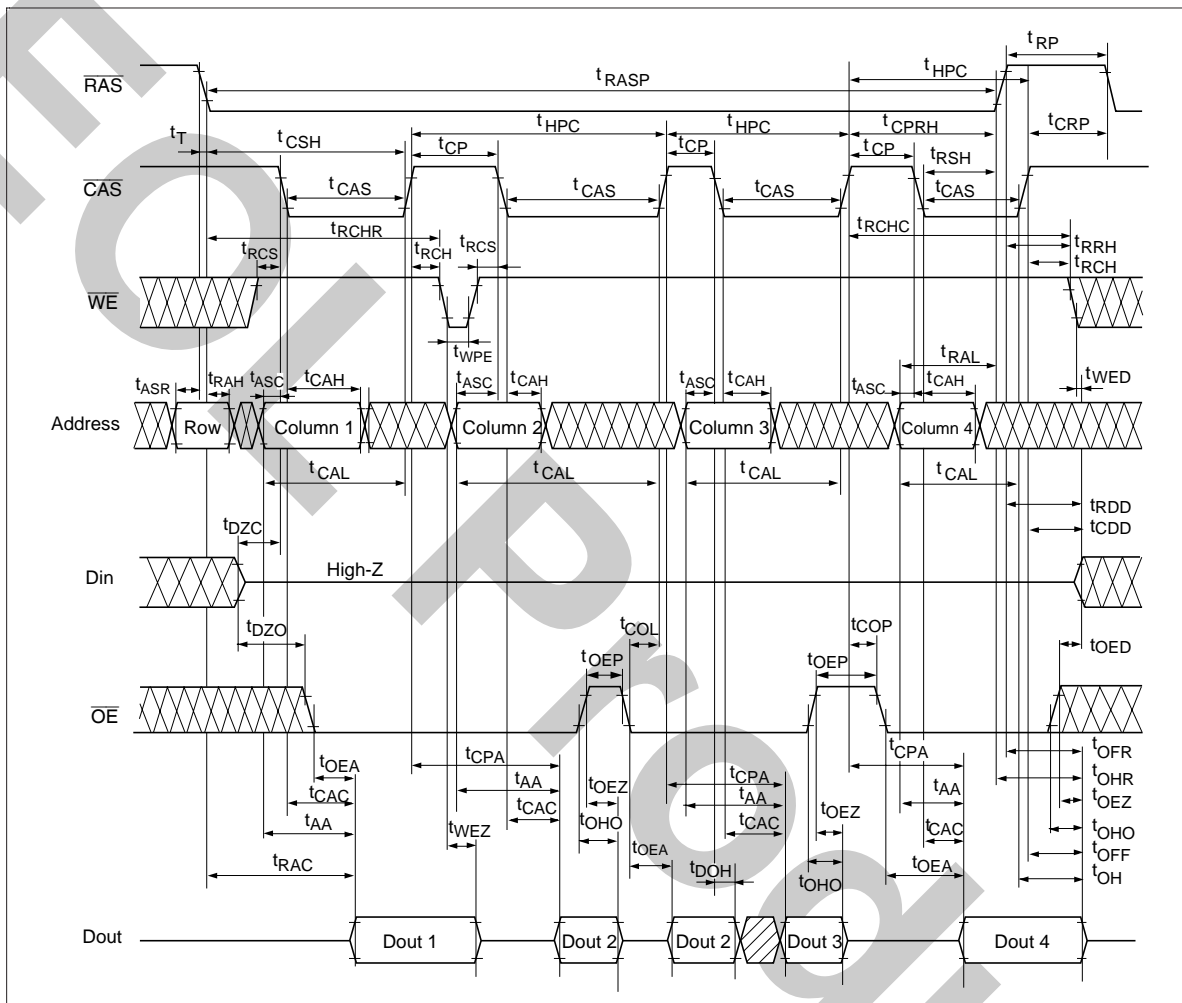 EOL Product
tRP
tHPC
RAS
tRASP
tT
tCSH
tHPC
tHPC
tCPRH
tCRP
tCP
tCP
tCP
tRSH
CAS
tCAS
tCAS
tCAS
tCAS
tRCHR
tRCHC
tRCS
tRCH
tRCS
tRRH
tRCH
WE
tWPE
tRAL
tWED
tASR
tRAH
tASC
tCAH
tASC
tCAH
tASC
tCAH
tASC
tCAH
Address
Row
Column 1
Column 2
Column 3
Column 4
tCAL
tCAL
tCAL
tCAL
tRDD
tCDD
tDZC
Din
High-Z
tDZO
tCOL
tCOP
tOEP
tOEP
tOED
OE
tOEA
tCPA
tCPA
tCPA
tOFR
tCAC
tAA
tOEZ
tAA
tAA
tOHR
tOEZ
tAA
tCAC
tOHO
tCAC
tOEZ
tCAC
tOHO
tWEZ
tOFF
tRAC
tOEA
tDOH
tOHO
tOEA
tOH
Dout
Dout 1
Dout 2
Dout 2
Dout 3
Dout 4